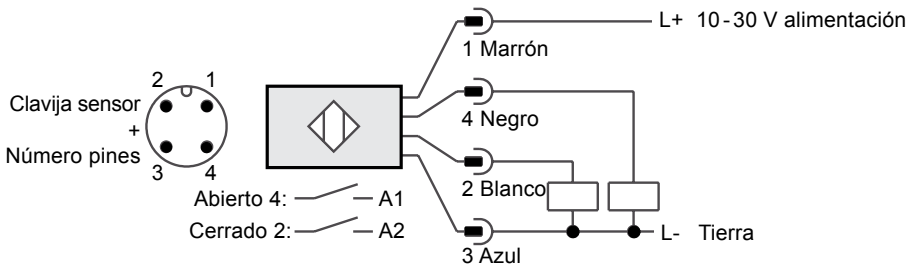 L+ 10-30 V alimentación
1 Marrón
2 1
Clavija sensor
+
Número pines
3 4
4 Negro
2 Blanco
Abierto 4: A1
Cerrado 2: A2
3 Azul
L- Tierra